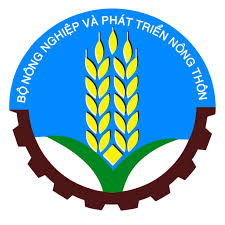 BỘ NÔNG NGHIỆP VÀ PHÁT TRIỂN NÔNG THÔN